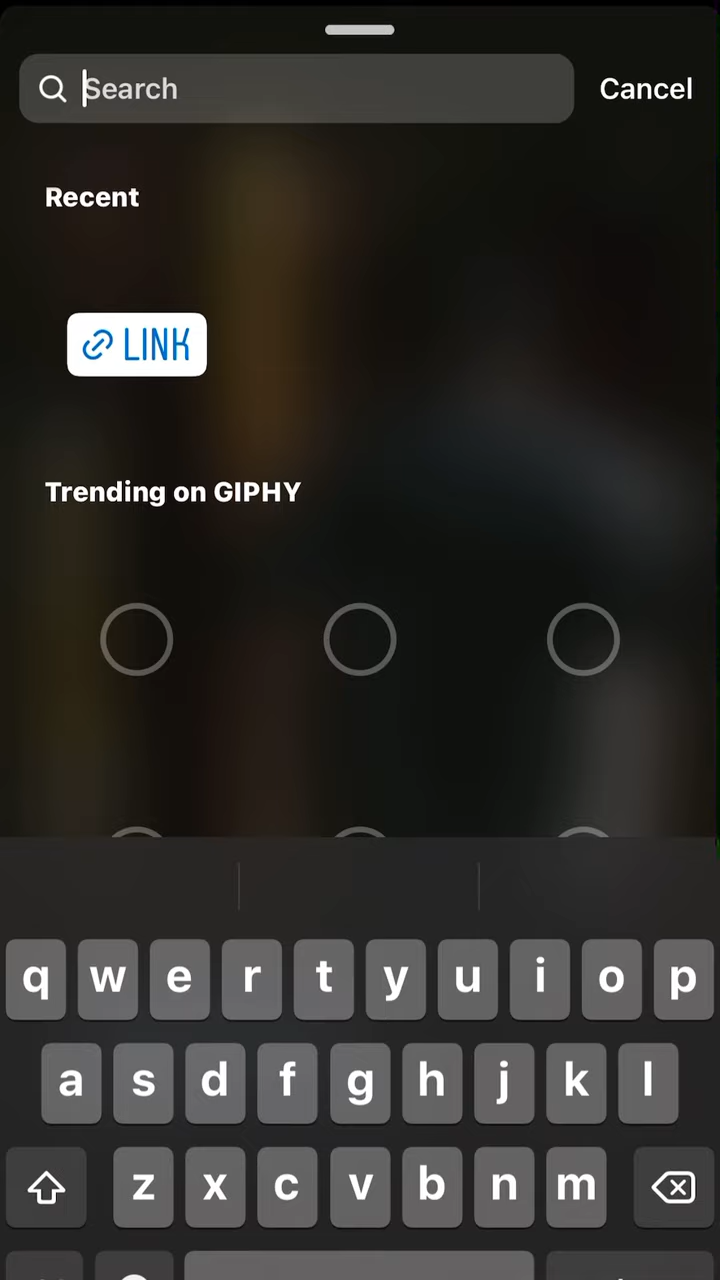 Search
Cancel
Recent
LINK
Trending on GIPHY
q w e r t y u i o p
a s d f g h j k l
z x c v b n m